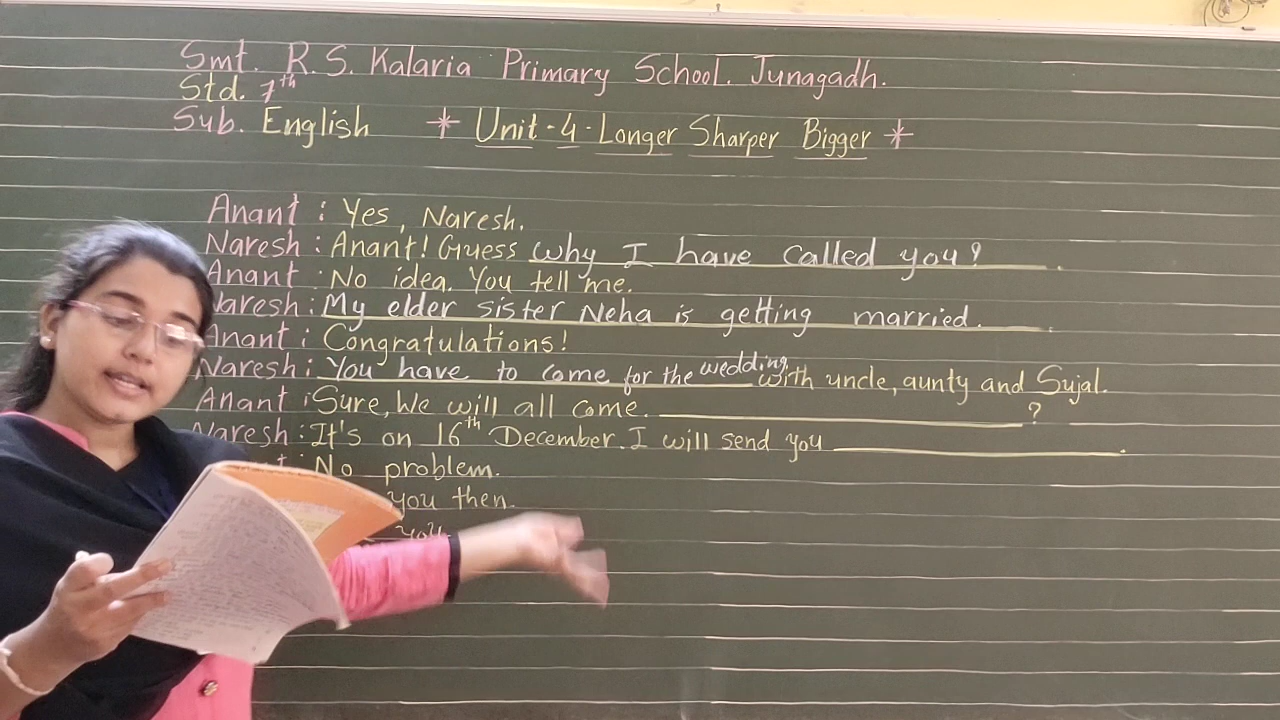 Smt. R.S. Kalaria Primary School. Junagadh.
Std. 7th
Sub. English * Unit-4-Longer Sharper Bigger *
Anant : Yes, Naresh.
Naresh : Anant! Guess why I have called you? .
Anant : No idea. You tell me.
Naresh : My elder sister Neha is getting married. .
Anant : Congratulations!
Naresh : You have to come for the wedding with uncle, aunty and Sujal.
Anant : Sure, We will all come. ____ ?
Naresh : It's on 16th December. I will send you ____ .
t : No problem.
you then.
you